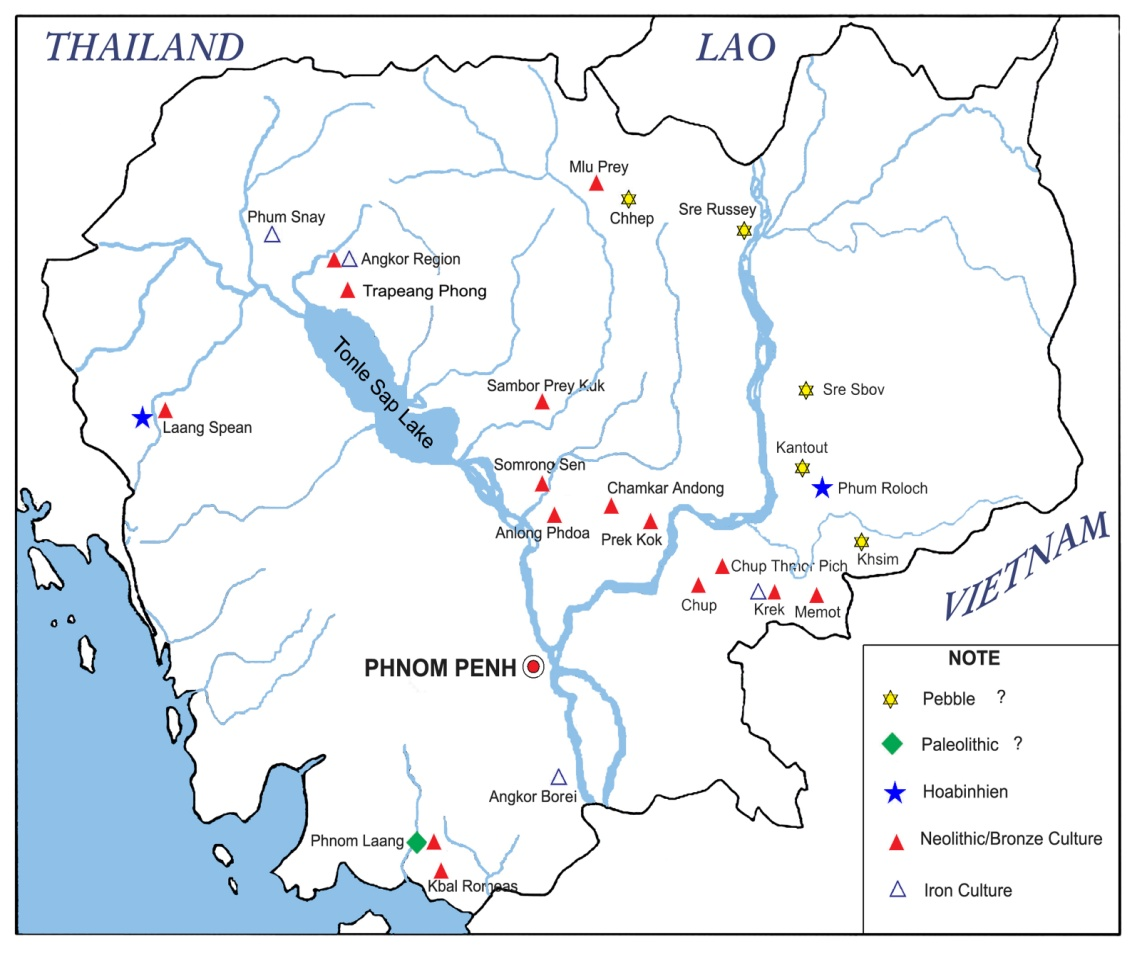 THAILAND
LAO
Mlu Prey
Chhep
Sre Russey
Phum Snay
Angkor Region
Trapeang Phong
Tonle Sap Lake
Sambor Prey Kuk
Sre Sbov
Laang Spean
Kantout
Somrong Sen
Phum Roloch
Chamkar Andong
Anlong Phdoa
Prek Kok
Khsim
VIETNAM
Chup Thmor Pich
Chup
Krek
Memot
PHNOM PENH
Angkor Borei
Phnom Laang
Kbal Romeas
NOTE
Pebble ?
Paleolithic ?
Hoabinhien
Neolithic/Bronze Culture
Iron Culture